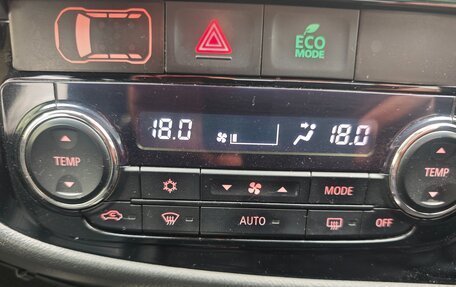 ECO
MODE
18.0 18.0
TEMP TEMP
MODE
AUTO OFF